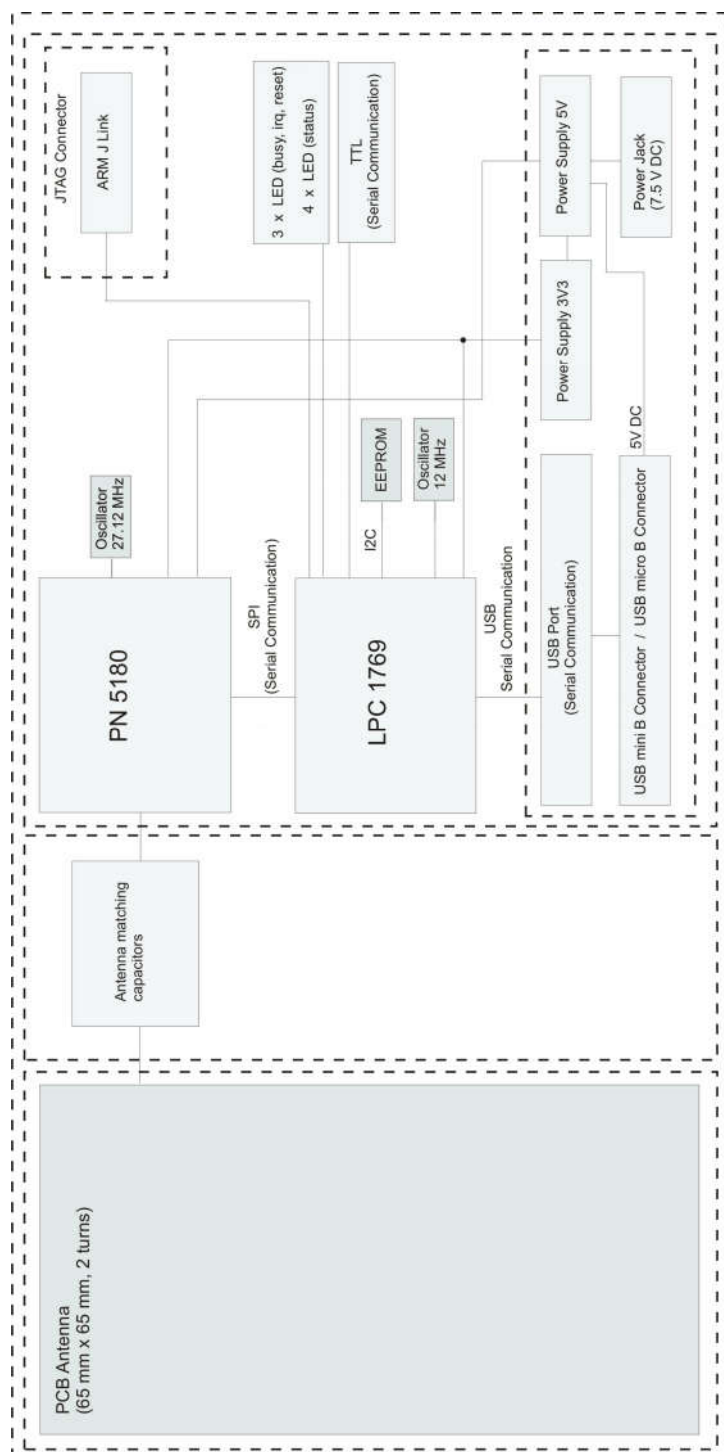 PCB Antenna
(65 mm x 65 mm, 2 turns)
Antenna matching
capacitors
PN 5180
Oscillator
27.12 MHz
JTAG Connector
ARM J Link
SPI
(Serial Communication)
LPC 1769
3 x LED (busy, irq, reset)
4 x LED (status)
TTL
(Serial Communication)
I2C
EEPROM
Oscillator
12 MHz
USB
Serial Communication
USB Port
(Serial Communication)
USB mini B Connector / USB micro B Connector
5V DC
Power Supply 3V3
Power Supply 5V
Power Jack
(7.5 V DC)